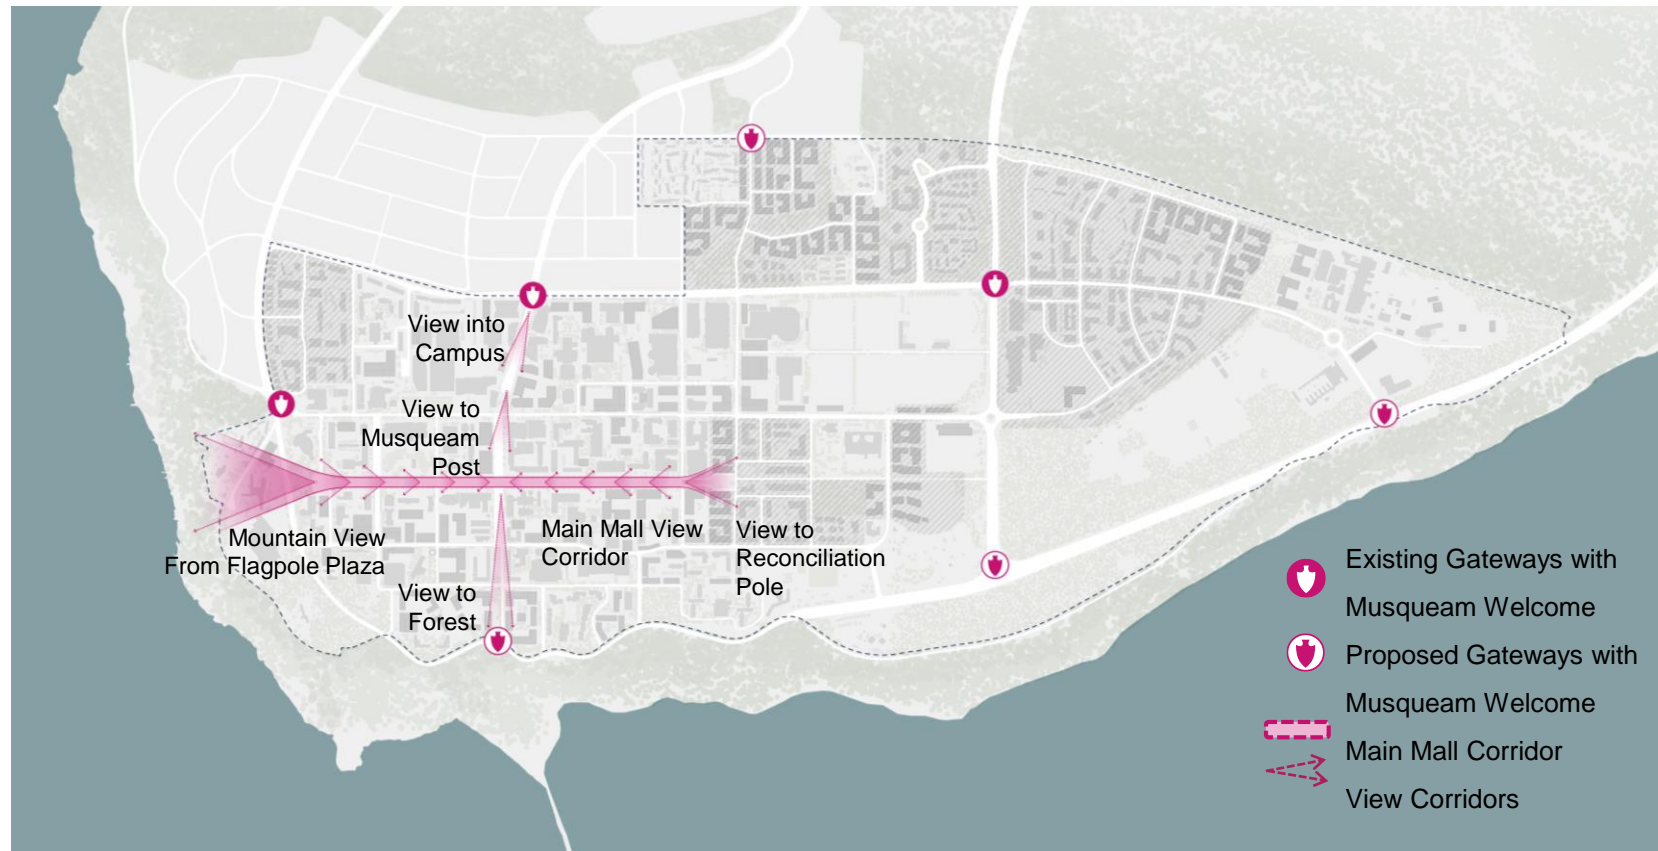 View into
Campus
View to
Musqueam
Post
Mountain View
From Flagpole Plaza
Main Mall View
Corridor
View to
Reconciliation
Pole
View to
Forest
Existing Gateways with
Musqueam Welcome
Proposed Gateways with
Musqueam Welcome
Main Mall Corridor
View Corridors